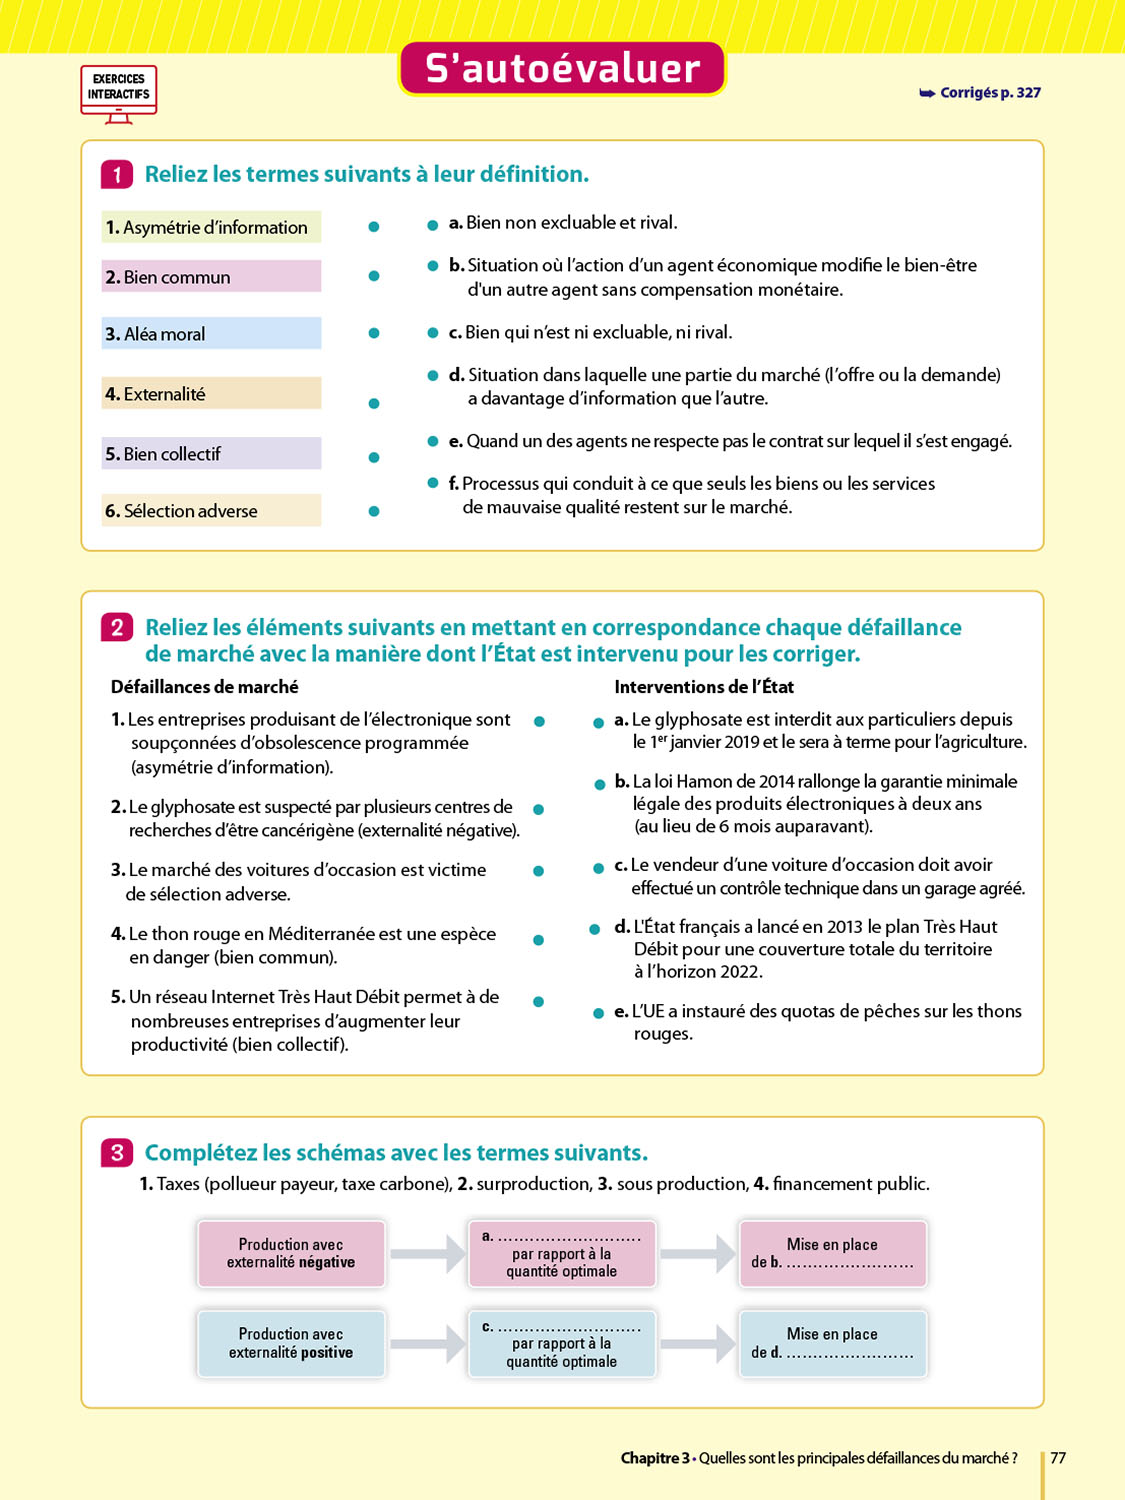 S'autoévaluer
EXERCICES
INTERACTIFS
➥ Corrigés p. 327
1 Reliez les termes suivants à leur définition.
1. Asymétrie d'information
2. Bien commun
3. Aléa moral
4. Externalité
5. Bien collectif
6. Sélection adverse
a. Bien non excluable et rival.
b. Situation où l'action d'un agent économique modifie le bien-être
d'un autre agent sans compensation monétaire.
c. Bien qui n'est ni excluable, ni rival.
d. Situation dans laquelle une partie du marché (l'offre ou la demande)
a davantage d'information que l'autre.
e. Quand un des agents ne respecte pas le contrat sur lequel il s'est engagé.
f. Processus qui conduit à ce que seuls les biens ou les services
de mauvaise qualité restent sur le marché.
2 Reliez les éléments suivants en mettant en correspondance chaque défaillance
de marché avec la manière dont l'État est intervenu pour les corriger.
Défaillances de marché
1. Les entreprises produisant de l'électronique sont
soupçonnées d'obsolescence programmée
(asymétrie d'information).
2. Le glyphosate est suspecté par plusieurs centres de
recherches d'être cancérigène (externalité négative).
3. Le marché des voitures d'occasion est victime
de sélection adverse.
4. Le thon rouge en Méditerranée est une espèce
en danger (bien commun).
5. Un réseau Internet Très Haut Débit permet à de
nombreuses entreprises d'augmenter leur
productivité (bien collectif).
Interventions de l'État
a. Le glyphosate est interdit aux particuliers depuis
le 1er janvier 2019 et le sera à terme pour l'agriculture.
b. La loi Hamon de 2014 rallonge la garantie minimale
légale des produits électroniques à deux ans
(au lieu de 6 mois auparavant).
c. Le vendeur d'une voiture d'occasion doit avoir
effectué un contrôle technique dans un garage agréé.
d. L'État français a lancé en 2013 le plan Très Haut
Débit pour une couverture totale du territoire
à l'horizon 2022.
e. L'UE a instauré des quotas de pêches sur les thons
rouges.
3 Complétez les schémas avec les termes suivants.
1. Taxes (pollueur payeur, taxe carbone), 2. surproduction, 3. sous production, 4. financement public.
Production avec
externalité négative
a. ...........................
par rapport à la
quantité optimale
Mise en place
de b. ........................
Production avec
externalité positive
c. ...........................
par rapport à la
quantité optimale
Mise en place
de d. ........................
Chapitre 3 • Quelles sont les principales défaillances du marché ? 77